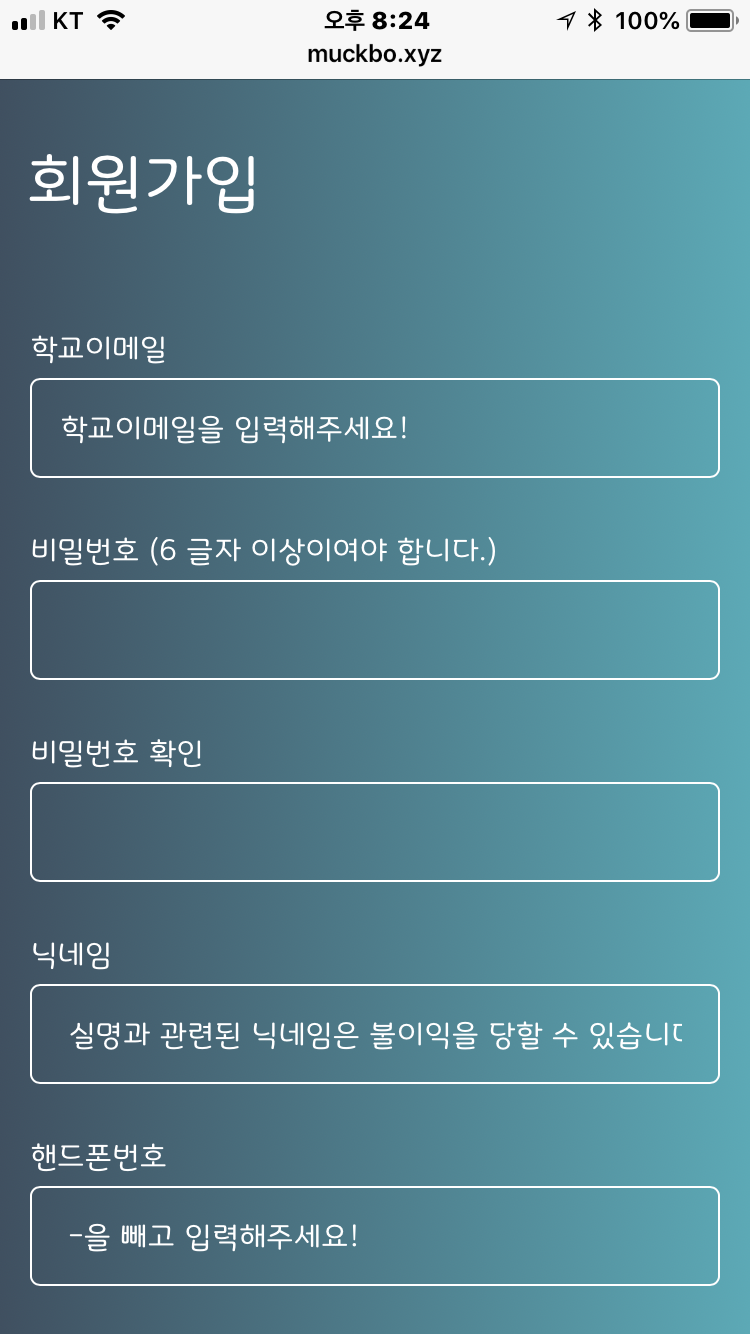 KT 오후 8:24 100%
muckbo.xyz
회원가입
학교이메일
학교이메일을 입력해주세요!
비밀번호 (6 글자 이상이여야 합니다.)
비밀번호 확인
닉네임
실명과 관련된 닉네임은 불이익을 당할 수 있습니
핸드폰번호
-을 빼고 입력해주세요!